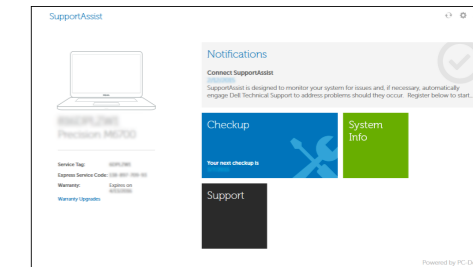 SupportAssist
Notifications
Connect SupportAssist
SupportAssist is designed to monitor your system for issues and, if necessary, automatically
engage Dell Technical Support to address problems should they occur. Register below to start..
Checkup
System
Info
Precision M6700
Your next checkup is
Service Tag:
Express Service Code:
Warranty: Expires on
Warranty Upgrades
Support
Powered by PC-D